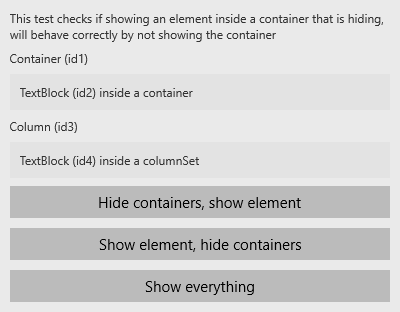 This test checks if showing an element inside a container that is hiding,
will behave correctly by not showing the container
Container (id1)
TextBlock (id2) inside a container
Column (id3)
TextBlock (id4) inside a columnSet
Hide containers, show element
Show element, hide containers
Show everything